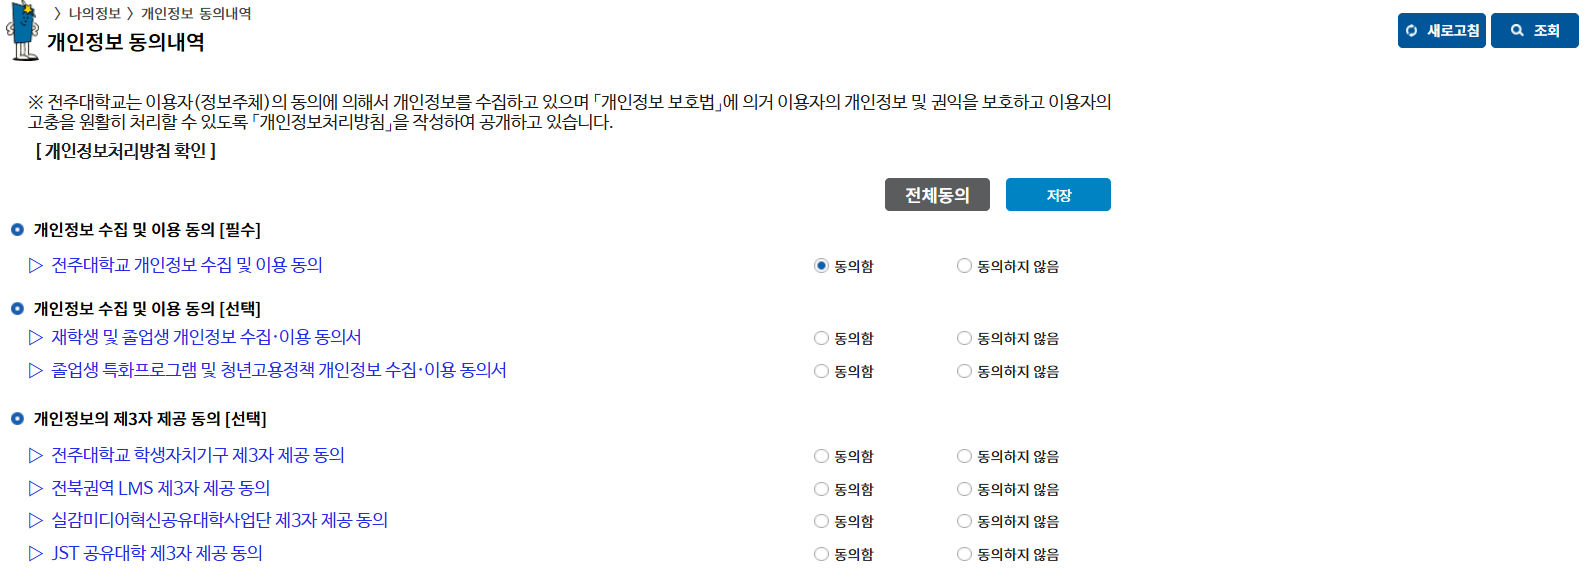 〉나의정보 〉개인정보 동의내역
개인정보 동의내역
새로고침 조회
※ 전주대학교는 이용자(정보주체)의 동의에 의해서 개인정보를 수집하고 있으며 「개인정보 보호법」에 의거 이용자의 개인정보 및 권익을 보호하고 이용자의
고충을 원활히 처리할 수 있도록 「개인정보처리방침」을 작성하여 공개하고 있습니다.
[ 개인정보처리방침 확인 ]
전체동의 저장
개인정보 수집 및 이용 동의 [필수]
▷ 전주대학교 개인정보 수집 및 이용 동의 동의함 동의하지 않음
개인정보 수집 및 이용 동의 [선택]
▷ 재학생 및 졸업생 개인정보 수집·이용 동의서 동의함 동의하지 않음
▷ 졸업생 특화프로그램 및 청년고용정책 개인정보 수집·이용 동의서 동의함 동의하지 않음
개인정보의 제3자 제공 동의 [선택]
▷ 전주대학교 학생자치기구 제3자 제공 동의 동의함 동의하지 않음
▷ 전북권역 LMS 제3자 제공 동의 동의함 동의하지 않음
▷ 실감미디어혁신공유대학사업단 제3자 제공 동의 동의함 동의하지 않음
▷ JST 공유대학 제3자 제공 동의 동의함 동의하지 않음